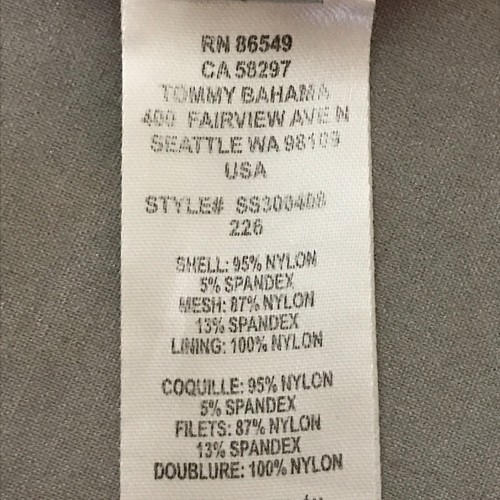 RN 86549
CA 58297
TOMMY BAHAMA
400 FAIRVIEW AVE N
SEATTLE WA 98109
USA
STYLE# SS300408
226
SHELL: 95% NYLON
5% SPANDEX
MESH: 87% NYLON
13% SPANDEX
LINING: 100% NYLON
COQUILLE: 95% NYLON
5% SPANDEX
FILETS: 87% NYLON
13% SPANDEX
DOUBLURE: 100% NYLON